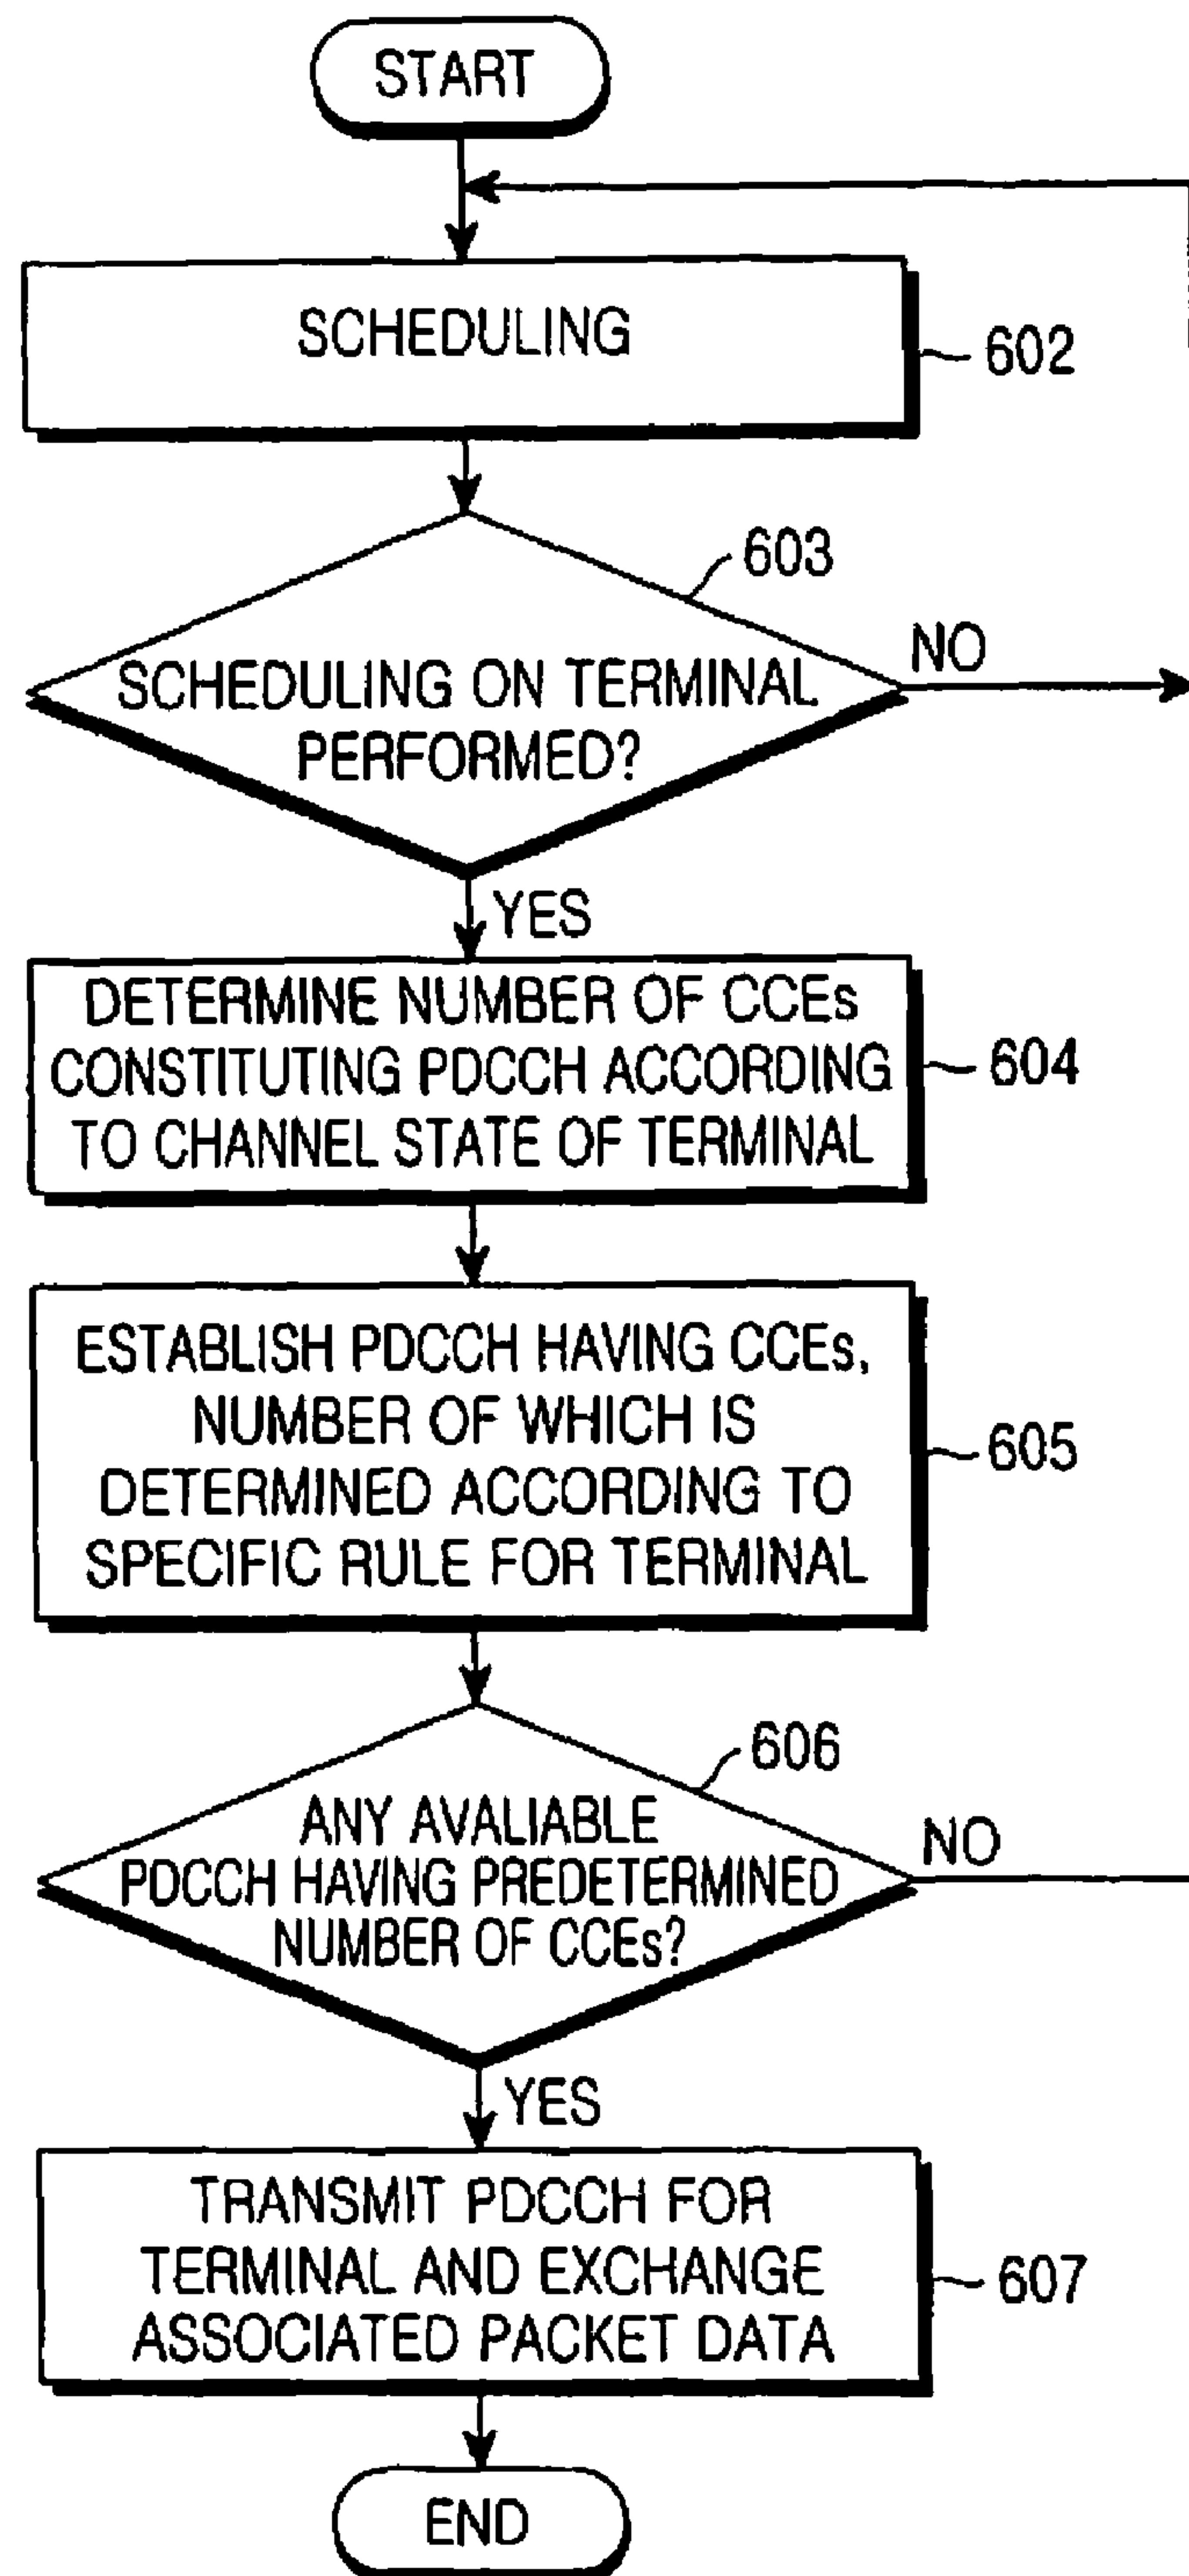 START
SCHEDULING
602
603
SCHEDULING ON TERMINAL
PERFORMED?
NO
YES
DETERMINE NUMBER OF CCEs
CONSTITUTING PDCCH ACCORDING
TO CHANNEL STATE OF TERMINAL
604
ESTABLISH PDCCH HAVING CCEs,
NUMBER OF WHICH IS
DETERMINED ACCORDING TO
SPECIFIC RULE FOR TERMINAL
605
606
ANY AVALIABLE
PDCCH HAVING PREDETERMINED
NUMBER OF CCEs?
NO
YES
TRANSMIT PDCCH FOR
TERMINAL AND EXCHANGE
ASSOCIATED PACKET DATA
607
END